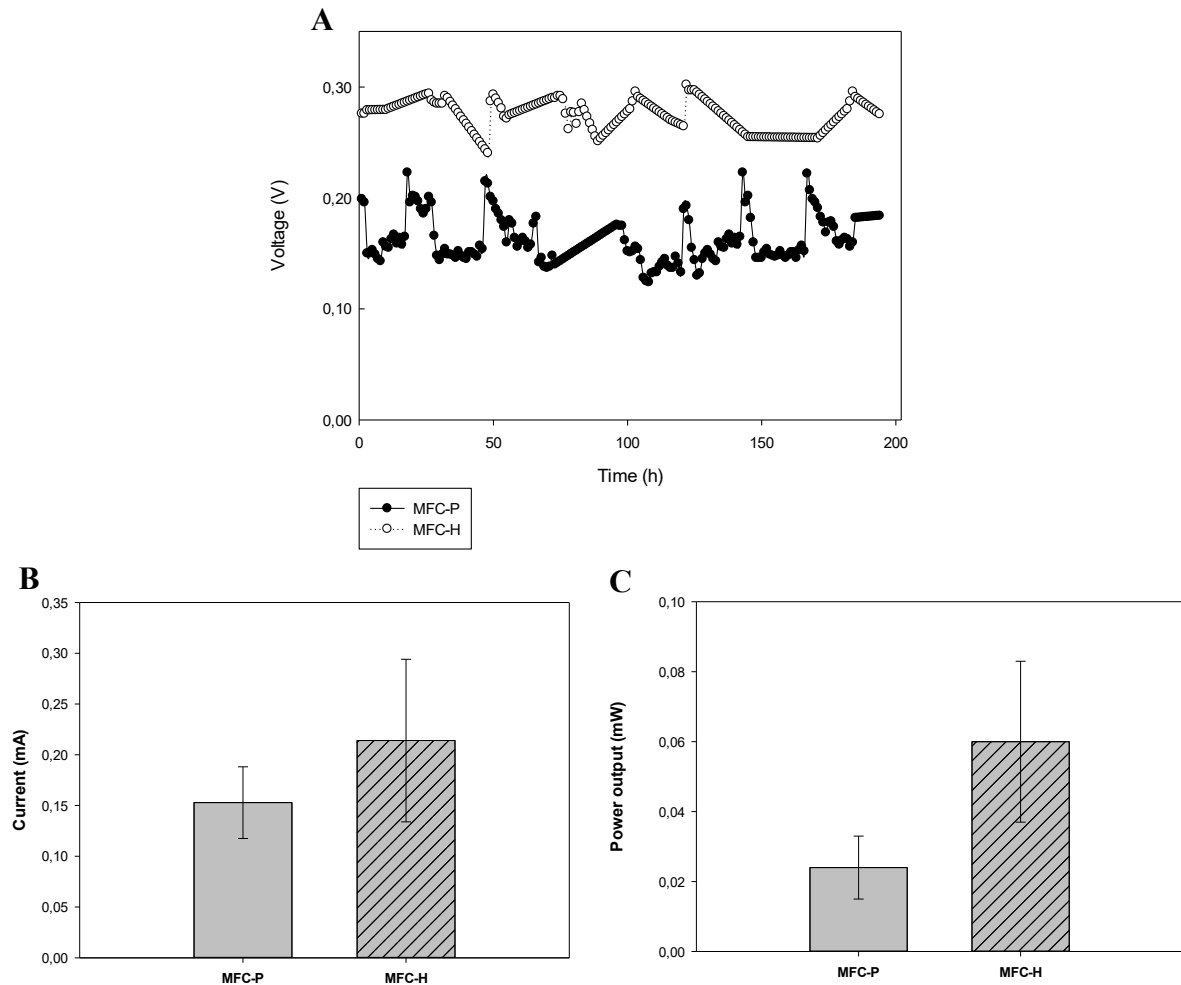 A
Voltage (V)
0,30
0,20
0,10
0,00
0 50 100 150 200
Time (h)
MFC-P
MFC-H
B
Current (mA)
0,35
0,30
0,25
0,20
0,15
0,10
0,05
0,00
MFC-P MFC-H
C
Power output (mW)
0,10
0,08
0,06
0,04
0,02
0,00
MFC-P MFC-H